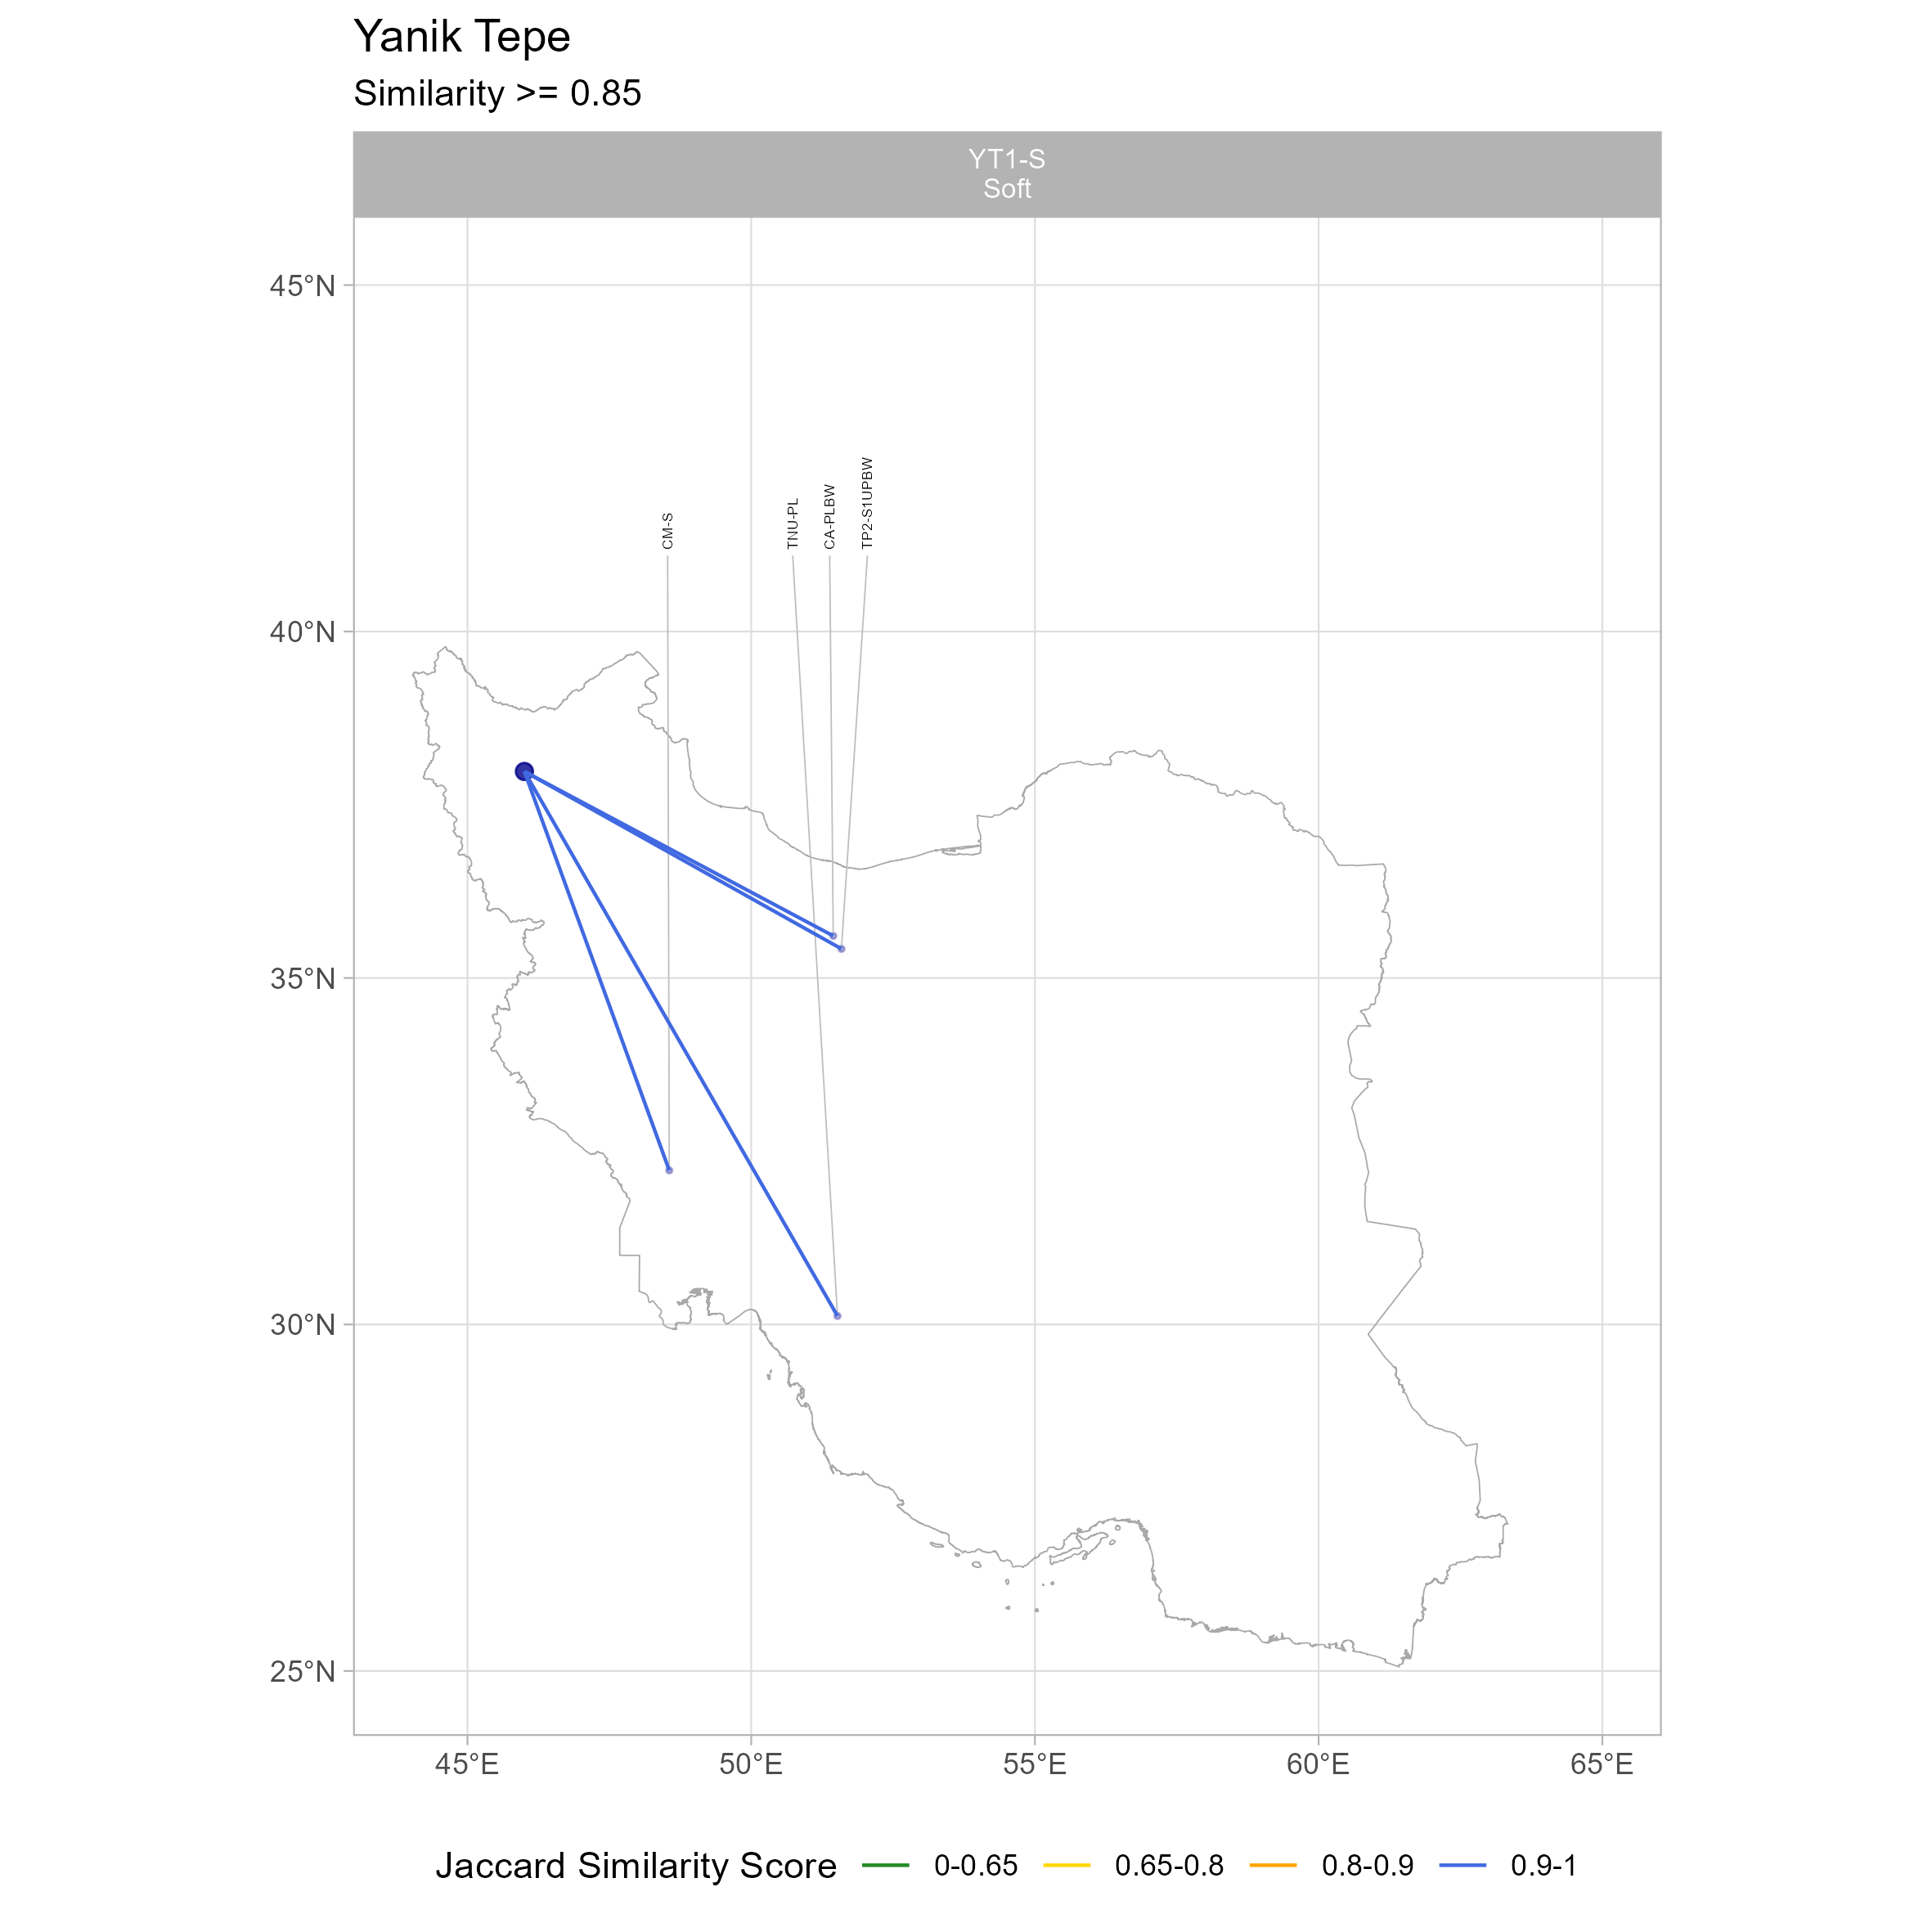 Yanik Tepe
Similarity >= 0.85
YT1-S
Soft
45°N
40°N
35°N
30°N
25°N
CM-S
TNU-PL
CA-PLBW
TP2-S1UPBW
45°E
50°E
55°E
60°E
65°E
Jaccard Similarity Score
0-0.65
0.65-0.8
0.8-0.9
0.9-1